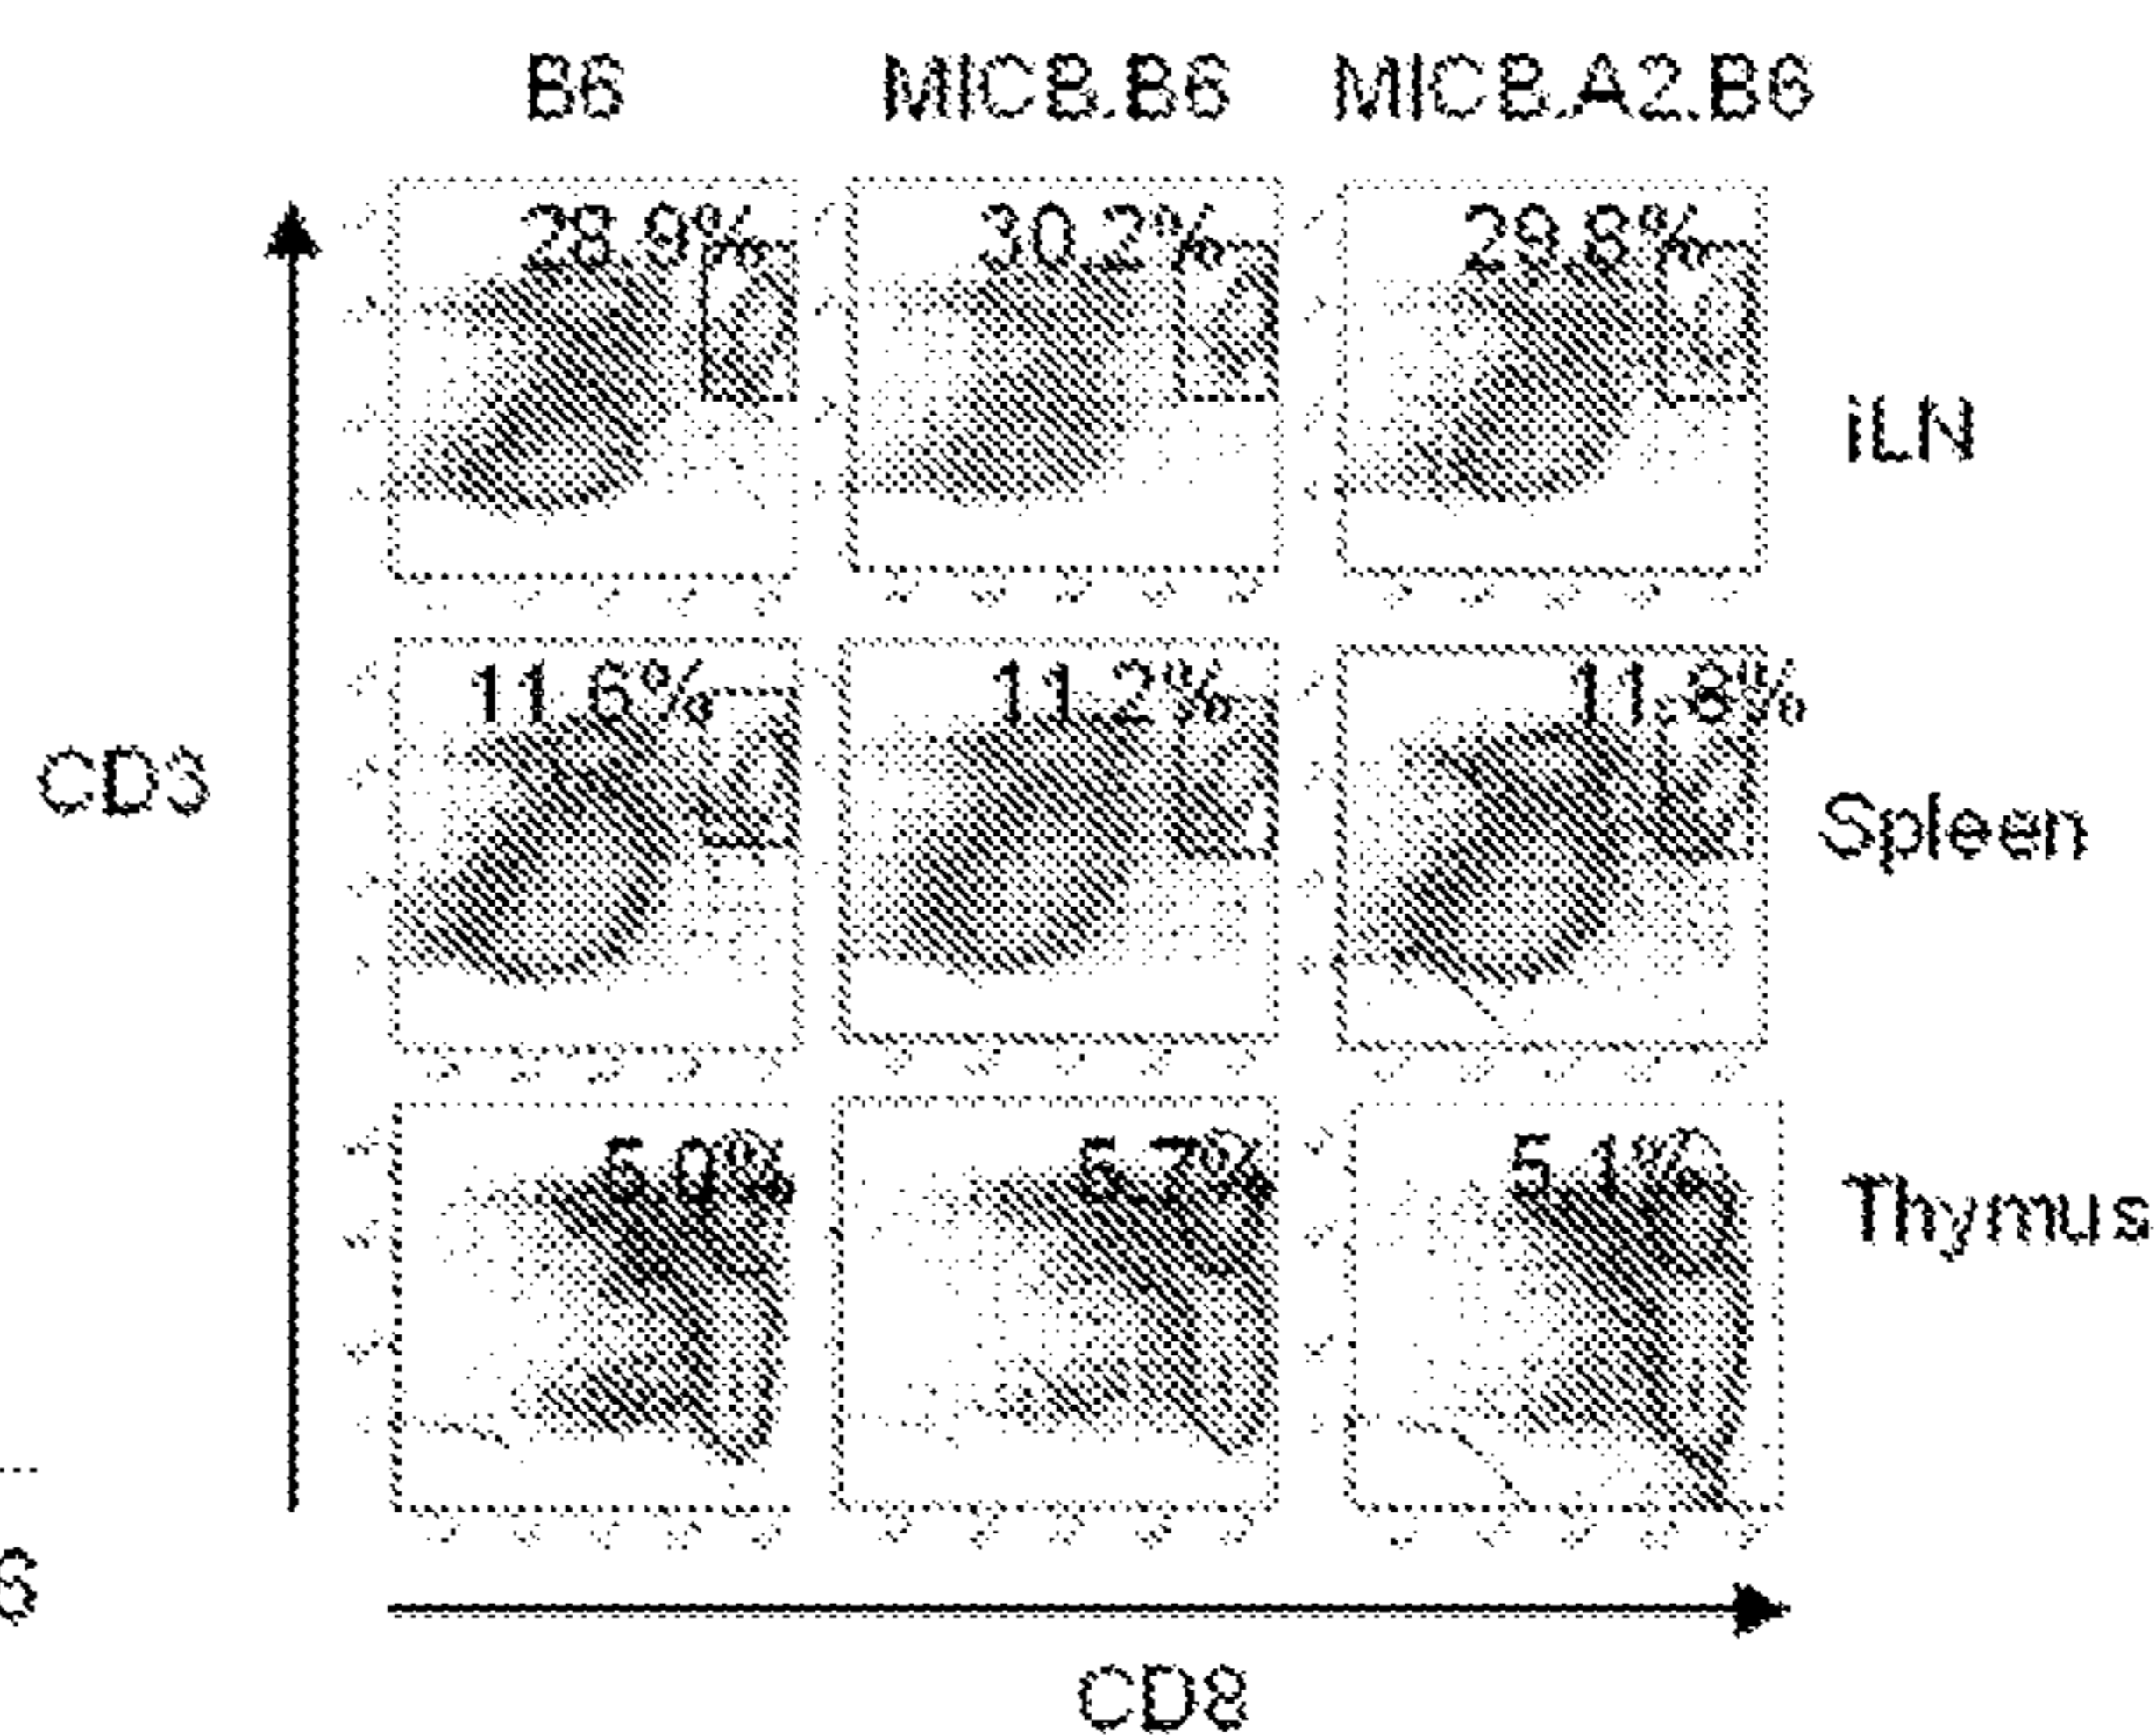 B6 MICB.B6 MICB.A2.B6
28.9% 30.2% 29.8%
iLN
11.6% 11.2% 11.8%
CD3
Spleen
5.0% 5.7% 5.1%
Thymus
CD8